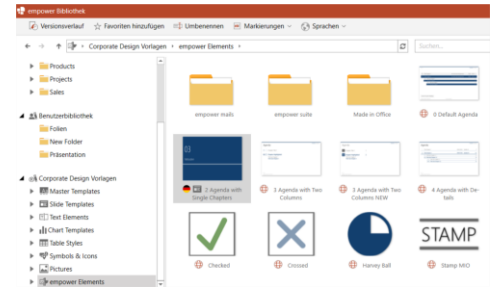 empower Bibliothek
Versionsverlauf Favoriten hinzufügen Umbenennen Markierungen Sprachen
Corporate Design Vorlagen empower Elements Suchen...
Products
Projects
Sales
Benutzerbibliothek
Folien
New Folder
Präsentation
Corporate Design Vorlagen
Master Templates
Slide Templates
Text Elements
Chart Templates
Table Styles
Symbols & Icons
Pictures
empower Elements
empower mails
empower suite
Made in Office
0 Default Agenda
2 Agenda with
Single Chapters
3 Agenda with Two
Columns
3 Agenda with Two
Columns NEW
4 Agenda with De-
tails
STAMP
Checked
Crossed
Harvey Ball
Stamp MIO